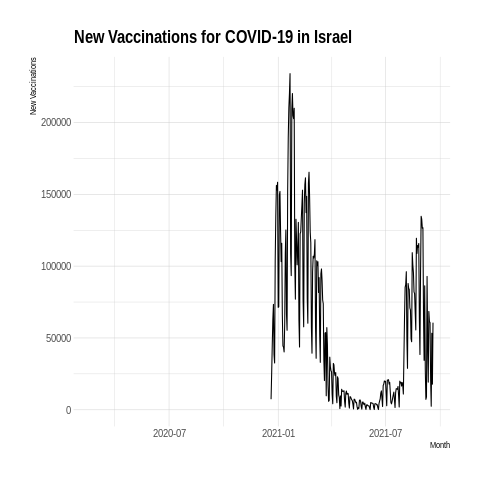 New Vaccinations for COVID-19 in Israel
New Vaccinations
200000
150000
100000
50000
0
2020-07
2021-01
2021-07
Month